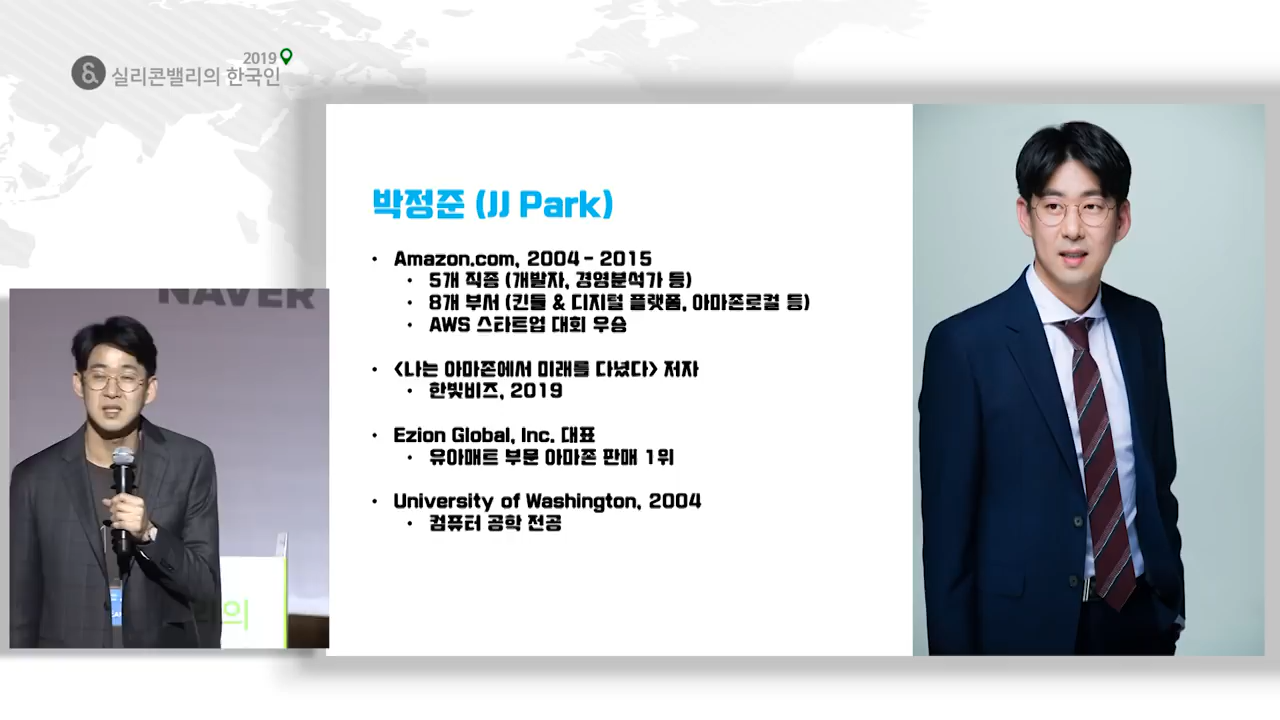 2019
& 실리콘밸리의 한국인
NAVER
박정준 (JJ Park)
• Amazon.com, 2004 - 2015
• 5개 직종 (개발자, 경영분석가 등)
• 8개 부서 (킨들 & 디지털 플랫폼, 아마존로컬 등)
• AWS 스타트업 대회 우승
• <나는 아마존에서 미래를 다녔다> 저자
• 한빛비즈, 2019
• Ezion Global, Inc. 대표
• 유아매트 부문 아마존 판매 1위
• University of Washington, 2004
• 컴퓨터 공학 전공
리의